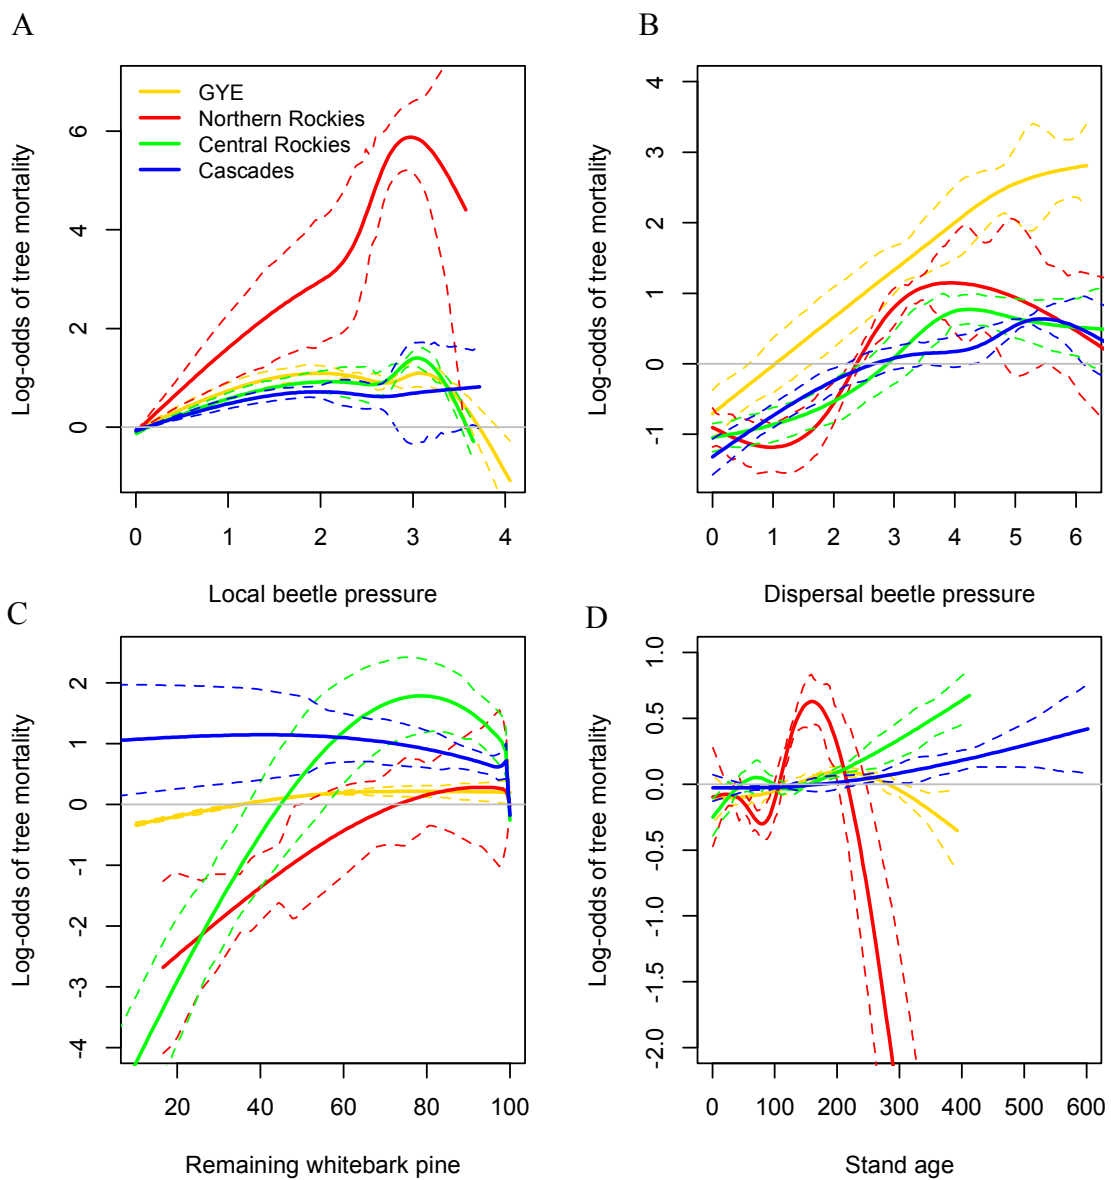 A
GYE
Northern Rockies
Central Rockies
Cascades
Log-odds of tree mortality
0 2 4 6
0 1 2 3 4
Local beetle pressure
B
Log-odds of tree mortality
-1 0 1 2 3 4
0 1 2 3 4 5 6
Dispersal beetle pressure
C
Log-odds of tree mortality
-4 -3 -2 -1 0 1 2
20 40 60 80 100
Remaining whitebark pine
D
Log-odds of tree mortality
-2.0 -1.5 -1.0 -0.5 0.0 0.5 1.0
0 100 200 300 400 500 600
Stand age